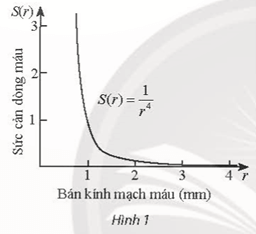 S(r)
3
2
1
Sức cản dòng máu
S(r) = 1/r⁴
1 2 3 4 r
Bán kính mạch máu (mm)
Hình 1